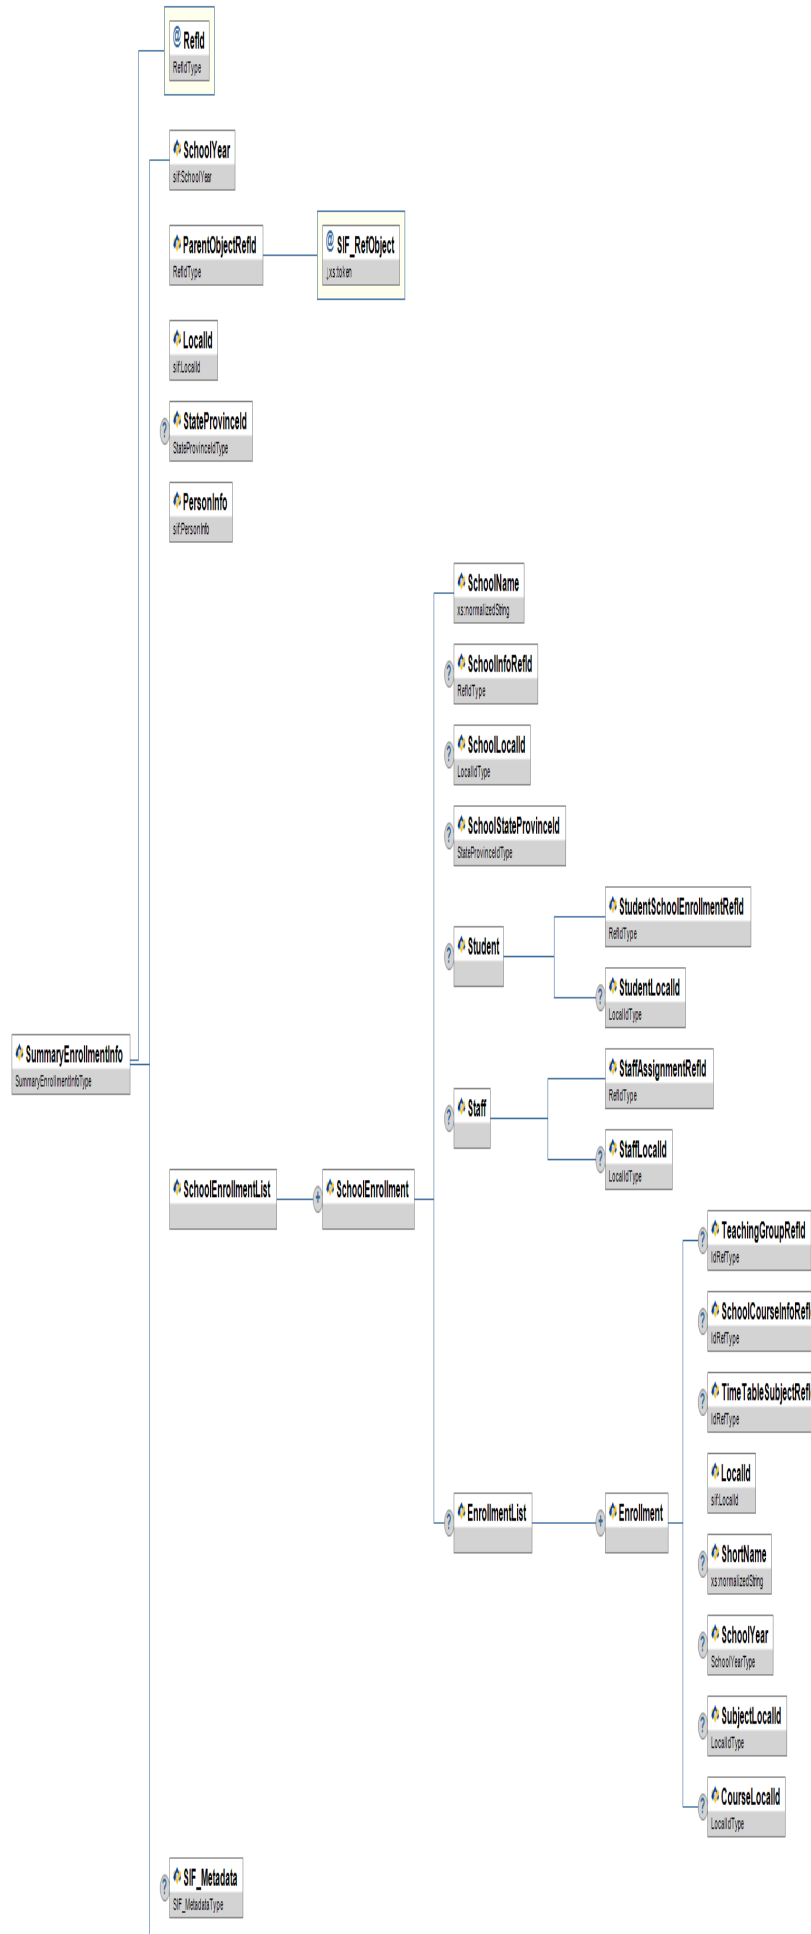 @ RefId
RefIdType
SchoolYear
sif:SchoolYear
ParentObjectRefId
RefIdType
@ SIF_RefObject
xs:token
LocalId
sif:LocalId
?
StateProvinceId
StateProvinceIdType
PersonInfo
sif:PersonInfo
SchoolName
xs:normalizedString
?
SchoolInfoRefId
RefIdType
?
SchoolLocalId
LocalIdType
?
SchoolStateProvinceId
StateProvinceIdType
StudentSchoolEnrollmentRefId
RefIdType
?
Student
?
StudentLocalId
LocalIdType
SummaryEnrollmentInfo
SummaryEnrollmentInfoType
StaffAssignmentRefId
RefIdType
?
Staff
?
StaffLocalId
LocalIdType
SchoolEnrollmentList
+
SchoolEnrollment
?
TeachingGroupRefId
IdRefType
?
SchoolCourseInfoRefI
IdRefType
?
TimeTableSubjectRefI
IdRefType
LocalId
sif:LocalId
?
EnrollmentList
+
Enrollment
?
ShortName
xs:normalizedString
?
SchoolYear
SchoolYearType
?
SubjectLocalId
LocalIdType
?
CourseLocalId
LocalIdType
?
SIF_Metadata
SIF_MetadataType